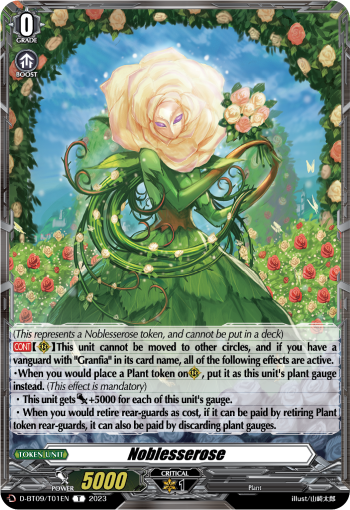 0
GRADE
BOOST
(This represents a Noblesserose token, and cannot be put in a deck)
CONT【】This unit cannot be moved to other circles, and if you have a
vanguard with "Granfia" in its card name, all of the following effects are active.
・When you would place a Plant token on , put it as this unit's plant gauge
instead. (This effect is mandatory)
・This unit gets +5000 for each of this unit's gauge.
・When you would retire rear-guards as cost, if it can be paid by retiring Plant
token rear-guards, it can also be paid by discarding plant gauges.
TOKEN UNIT
Noblesserose
POWER 5000
CRITICAL
1
Plant
D-BT09/T01EN T 2023
illust/山崎太郎